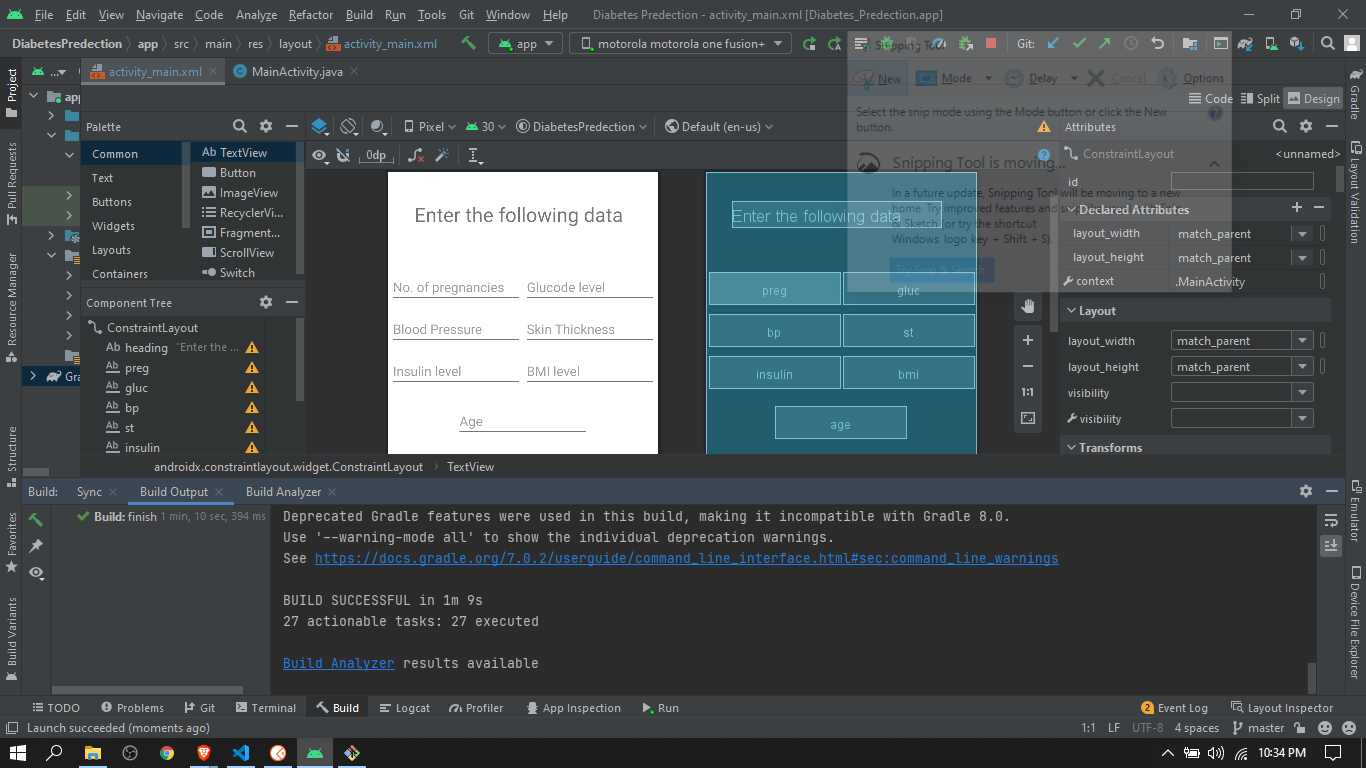 File Edit View Navigate Code Analyze Refactor Build Run Tools Git Window Help Diabetes Predection - activity_main.xml [Diabetes_Predection.app]
DiabetesPredection app src main res layout activity_main.xml app motorola motorola one fusion+ Git:
Snipping Tool
... activity_main.xml MainActivity.java
New Mode Delay Cancel Options
app
Code Split Design
Select the snip mode using the Mode button or click the New
button.
Palette Pixel 30 DiabetesPredection Default (en-us) Attributes
Common
Text
Buttons
Widgets
Layouts
Containers
Ab TextView
Button
ImageView
RecyclerVi...
Fragment...
ScrollView
Switch
0dp
ConstraintLayout <unnamed>
Snipping Tool is moving...
id
In a future update, Snipping Tool will be moving to a new
home. Try improved features and
& Sketch (or try the shortcut
Windows logo key + Shift + S).
Try Snip & Sketch
Declared Attributes
layout_width match_parent
layout_height match_parent
context .MainActivity
Layout
layout_width match_parent
layout_height match_parent
visibility
visibility
Transforms
Component Tree
ConstraintLayout
Ab heading "Enter the ...
Ab preg
Ab gluc
Ab bp
Ab st
Ab insulin
Gra
Enter the following data
No. of pregnancies Glucode level
Blood Pressure Skin Thickness
Insulin level BMI level
Age
Enter the following data
preg gluc
bp st
insulin bmi
age
1:1
androidx.constraintlayout.widget.ConstraintLayout TextView
Build: Sync Build Output Build Analyzer
Build: finish 1 min, 10 sec, 394 ms
Deprecated Gradle features were used in this build, making it incompatible with Gradle 8.0.
Use '--warning-mode all' to show the individual deprecation warnings.
See https://docs.gradle.org/7.0.2/userguide/command_line_interface.html#sec:command_line_warnings
BUILD SUCCESSFUL in 1m 9s
27 actionable tasks: 27 executed
Build Analyzer results available
Project
Pull Requests
Resource Manager
Structure
Favorites
Build Variants
Gradle
Layout Validation
Emulator
Device File Explorer
TODO Problems Git Terminal Build Logcat Profiler App Inspection Run 2 Event Log Layout Inspector
Launch succeeded (moments ago) 1:1 LF UTF-8 4 spaces master
10:34 PM